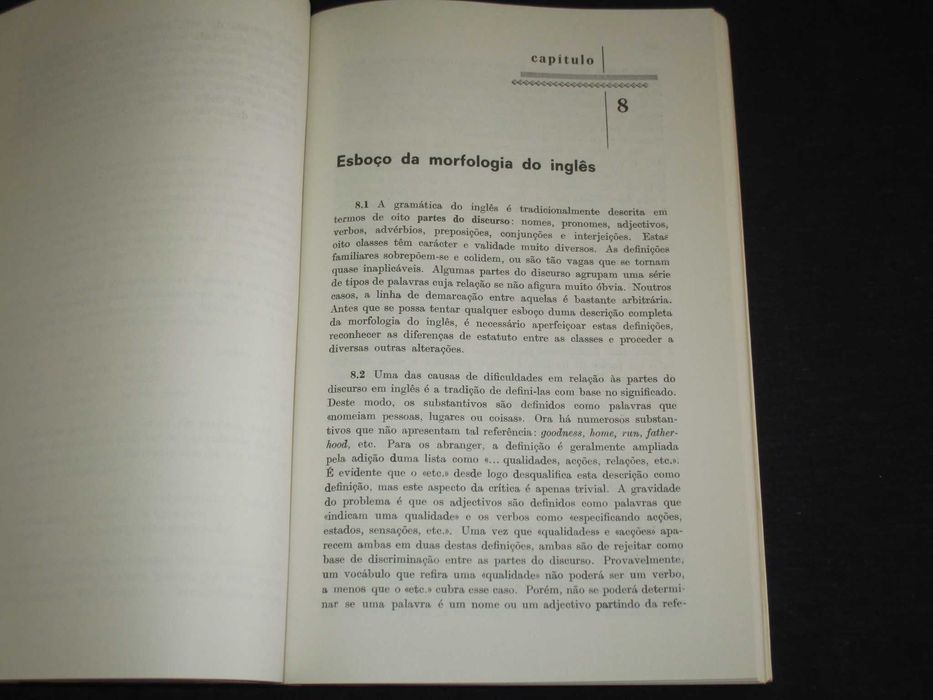 capítulo
8
Esboço da morfologia do inglês
8.1 A gramática do inglês é tradicionalmente descrita em
termos de oito partes do discurso: nomes, pronomes, adjectivos,
verbos, advérbios, preposições, conjunções e interjeições. Estas
oito classes têm carácter e validade muito diversos. As definições
familiares sobrepõem-se e colidem, ou são tão vagas que se tornam
quase inaplicáveis. Algumas partes do discurso agrupam uma série
de tipos de palavras cuja relação se não afigura muito óbvia. Noutros
casos, a linha de demarcação entre aquelas é bastante arbitrária.
Antes que se possa tentar qualquer esboço duma descrição completa
da morfologia do inglês, é necessário aperfeiçoar estas definições,
reconhecer as diferenças de estatuto entre as classes e proceder a
diversas outras alterações.
8.2 Uma das causas de dificuldades em relação às partes do
discurso em inglês é a tradição de defini-las com base no significado.
Deste modo, os substantivos são definidos como palavras que
«nomeiam pessoas, lugares ou coisas». Ora há numerosos substan-
tivos que não apresentam tal referência: goodness, home, run, father-
hood, etc. Para os abranger, a definição é geralmente ampliada
pela adição duma lista como «... qualidades, acções, relações, etc.».
É evidente que o «etc.» desde logo desqualifica esta descrição como
definição, mas este aspecto da crítica é apenas trivial. A gravidade
do problema é que os adjectivos são definidos como palavras que
«indicam uma qualidade» e os verbos como «especificando acções,
estados, sensações, etc.». Uma vez que «qualidades» e «acções» apa-
recem ambas em duas destas definições, ambas são de rejeitar como
base de discriminação entre as partes do discurso. Provavelmente,
um vocábulo que refira uma «qualidade» não poderá ser um verbo,
a menos que o «etc.» cubra esse caso. Porém, não se poderá determi-
nar se uma palavra é um nome ou um adjectivo partindo da refe-